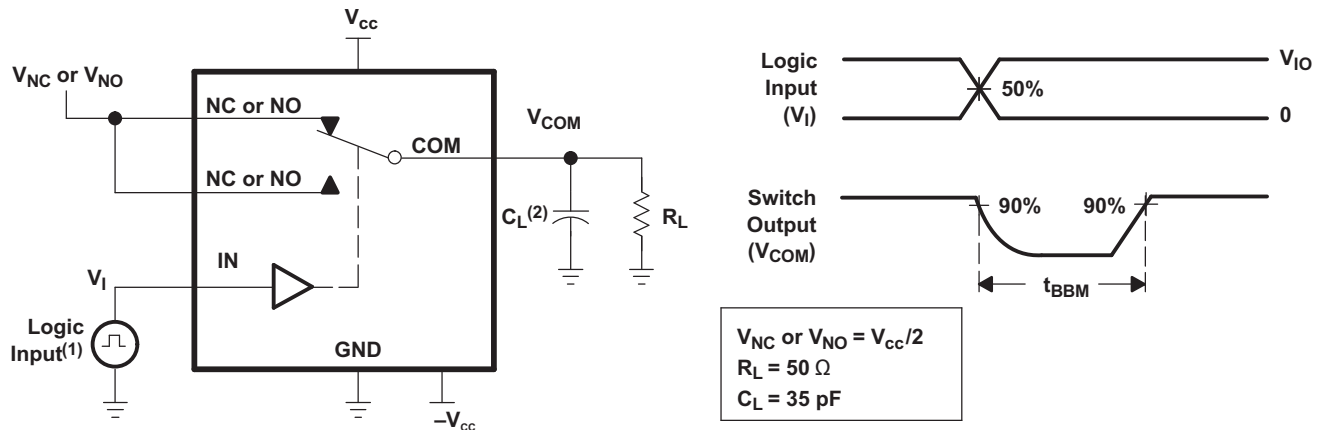 Vcc
VNC or VNO
NC or NO
VCOM
COM
NC or NO
CL(2)
RL
IN
VI
Logic
Input(1)
GND
–Vcc
Logic
Input
(VI)
VIO
50%
0
Switch
Output
(VCOM)
90%
90%
tBBM
VNC or VNO = Vcc/2
RL = 50 Ω
CL = 35 pF